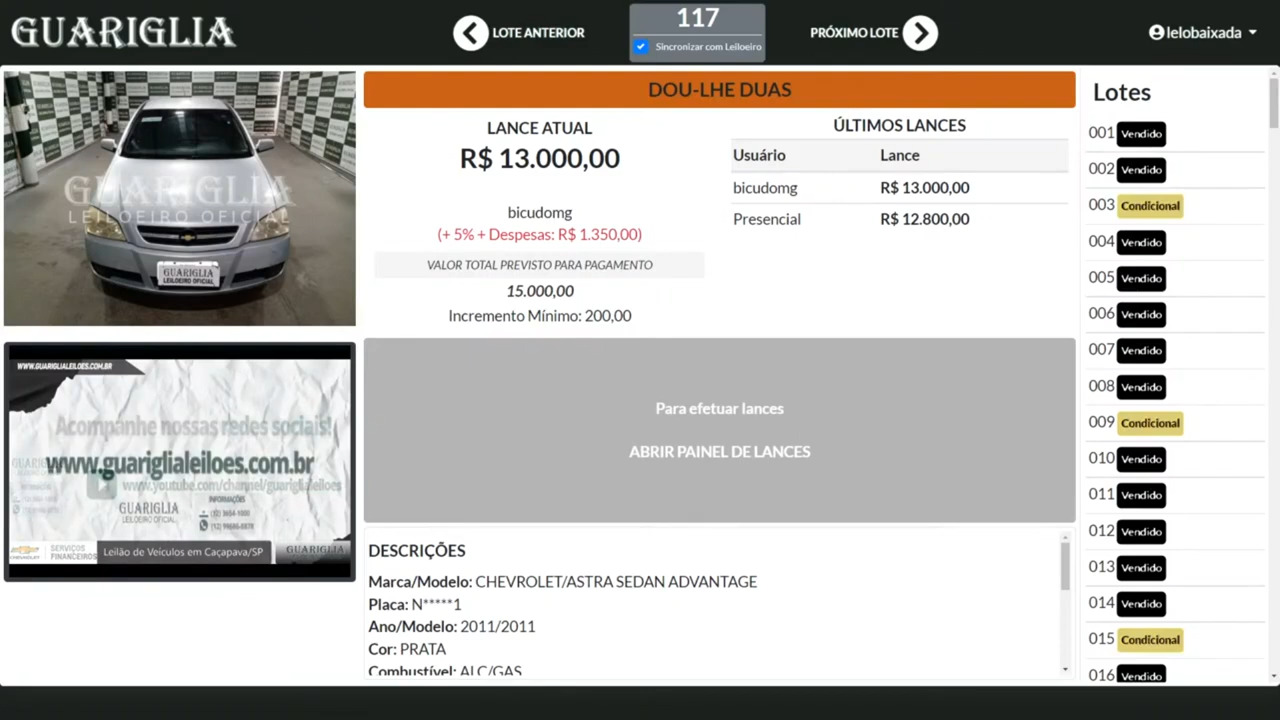 GUARIGLIA
LOTE ANTERIOR
117
Sincronizar com Leiloeiro
PRÓXIMO LOTE
lelobaixada
GUARIGLIA
LEILOEIRO OFICIAL
GUARIGLIA
LEILOEIRO OFICIAL
DOU-LHE DUAS
LANCE ATUAL
R$ 13.000,00
bicudomg
(+ 5% + Despesas: R$ 1.350,00)
VALOR TOTAL PREVISTO PARA PAGAMENTO
15.000,00
Incremento Mínimo: 200,00
ÚLTIMOS LANCES
Usuário Lance
bicudomg R$ 13.000,00
Presencial R$ 12.800,00
Para efetuar lances
ABRIR PAINEL DE LANCES
WWW.GUARIGLIALEILOES.COM.BR
Acompanhe nossas redes sociais!
www.guariglialeiloes.com.br
www.youtube.com/channel/guariglialeiloes
INFORMAÇÕES
GUARIGLIA
LEILOEIRO OFICIAL
(12) 3654-1000
CHEVROLET
SERVIÇOS
FINANCEIROS
Leilão de Veículos em Caçapava/SP
GUARIGLIA
DESCRIÇÕES
Marca/Modelo: CHEVROLET/ASTRA SEDAN ADVANTAGE
Placa: N*****1
Ano/Modelo: 2011/2011
Cor: PRATA
Combustível: ALC/GAS
Lotes
001 Vendido
002 Vendido
003 Condicional
004 Vendido
005 Vendido
006 Vendido
007 Vendido
008 Vendido
009 Condicional
010 Vendido
011 Vendido
012 Vendido
013 Vendido
014 Vendido
015 Condicional
016 Vendido